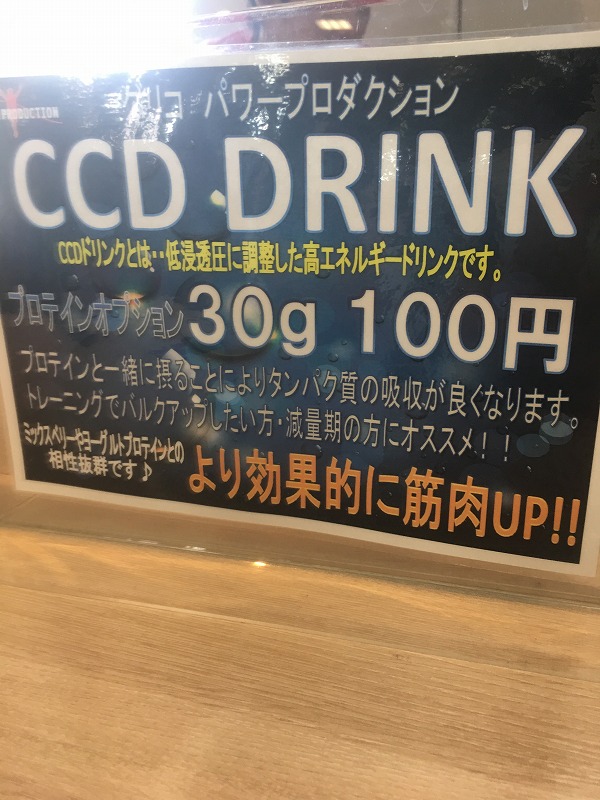 PRODUCTION
グリコ パワープロダクション
CCD DRINK
CCDドリンクとは‥低浸透圧に調整した高エネルギードリンクです。
プロテインオプション 30g 100円
プロテインと一緒に摂ることによりタンパク質の吸収が良くなります。
トレーニングでバルクアップしたい方・減量期の方にオススメ！！
ミックスベリーやヨーグルトプロテインとの
相性抜群です♪
より効果的に筋肉UP!!